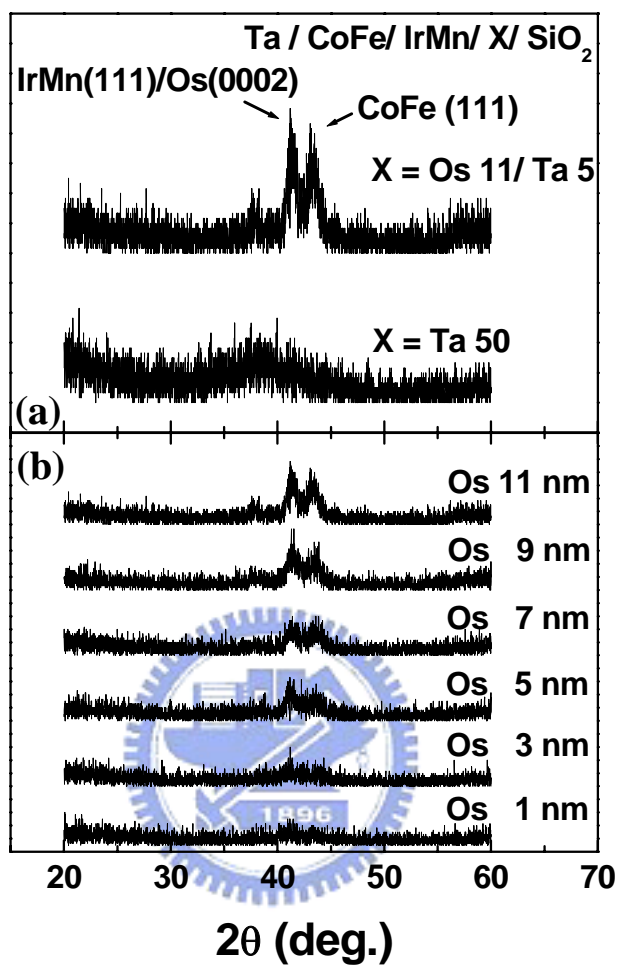 Ta / CoFe/ IrMn/ X/ SiO2
IrMn(111)/Os(0002)
CoFe (111)
X = Os 11/ Ta 5
X = Ta 50
(a)
(b)
Os 11 nm
Os 9 nm
Os 7 nm
Os 5 nm
Os 3 nm
Os 1 nm
1896
20 30 40 50 60 70
2θ (deg.)